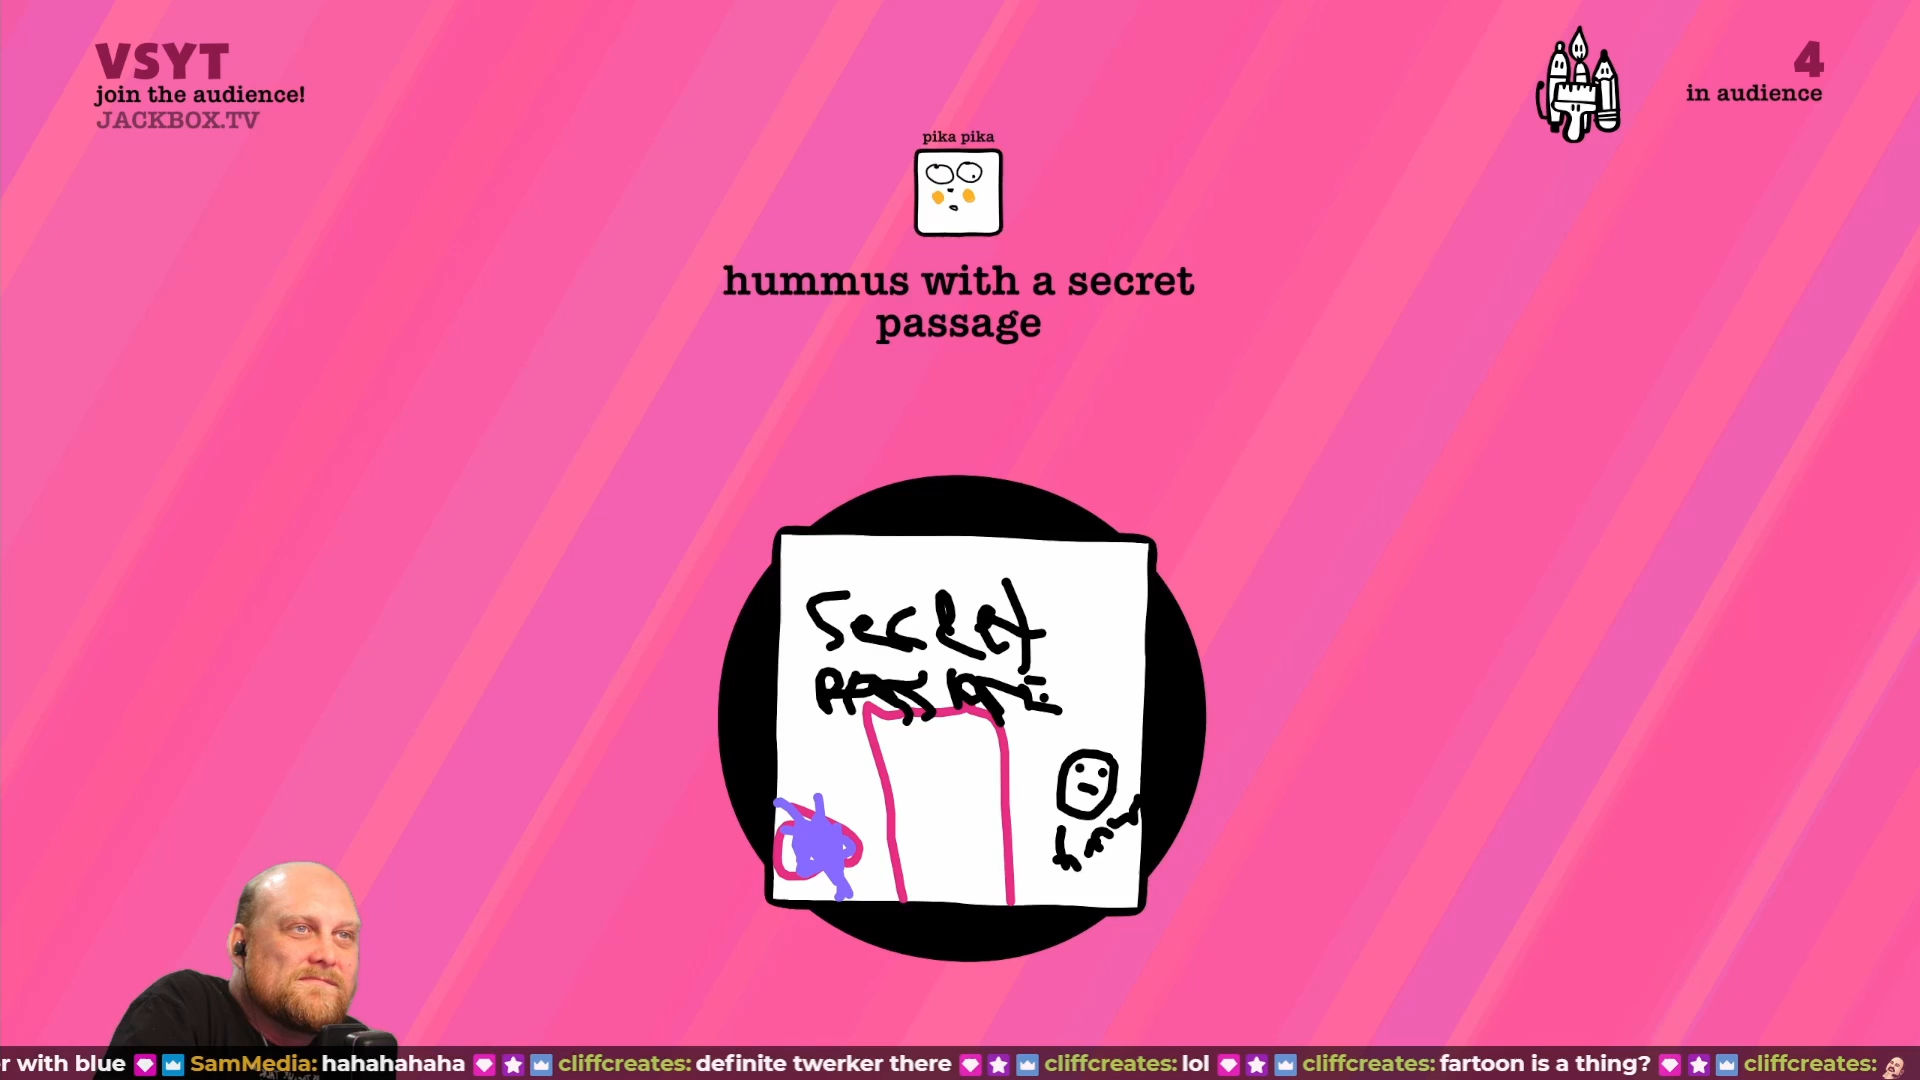 VSYT
join the audience!
JACKBOX.TV
4
in audience
pika pika
hummus with a secret
passage
Secret
PASSAGE
r with blue SamMedia: hahahahaha cliffcreates: definite twerker there cliffcreates: lol cliffcreates: fartoon is a thing? cliffcreates: